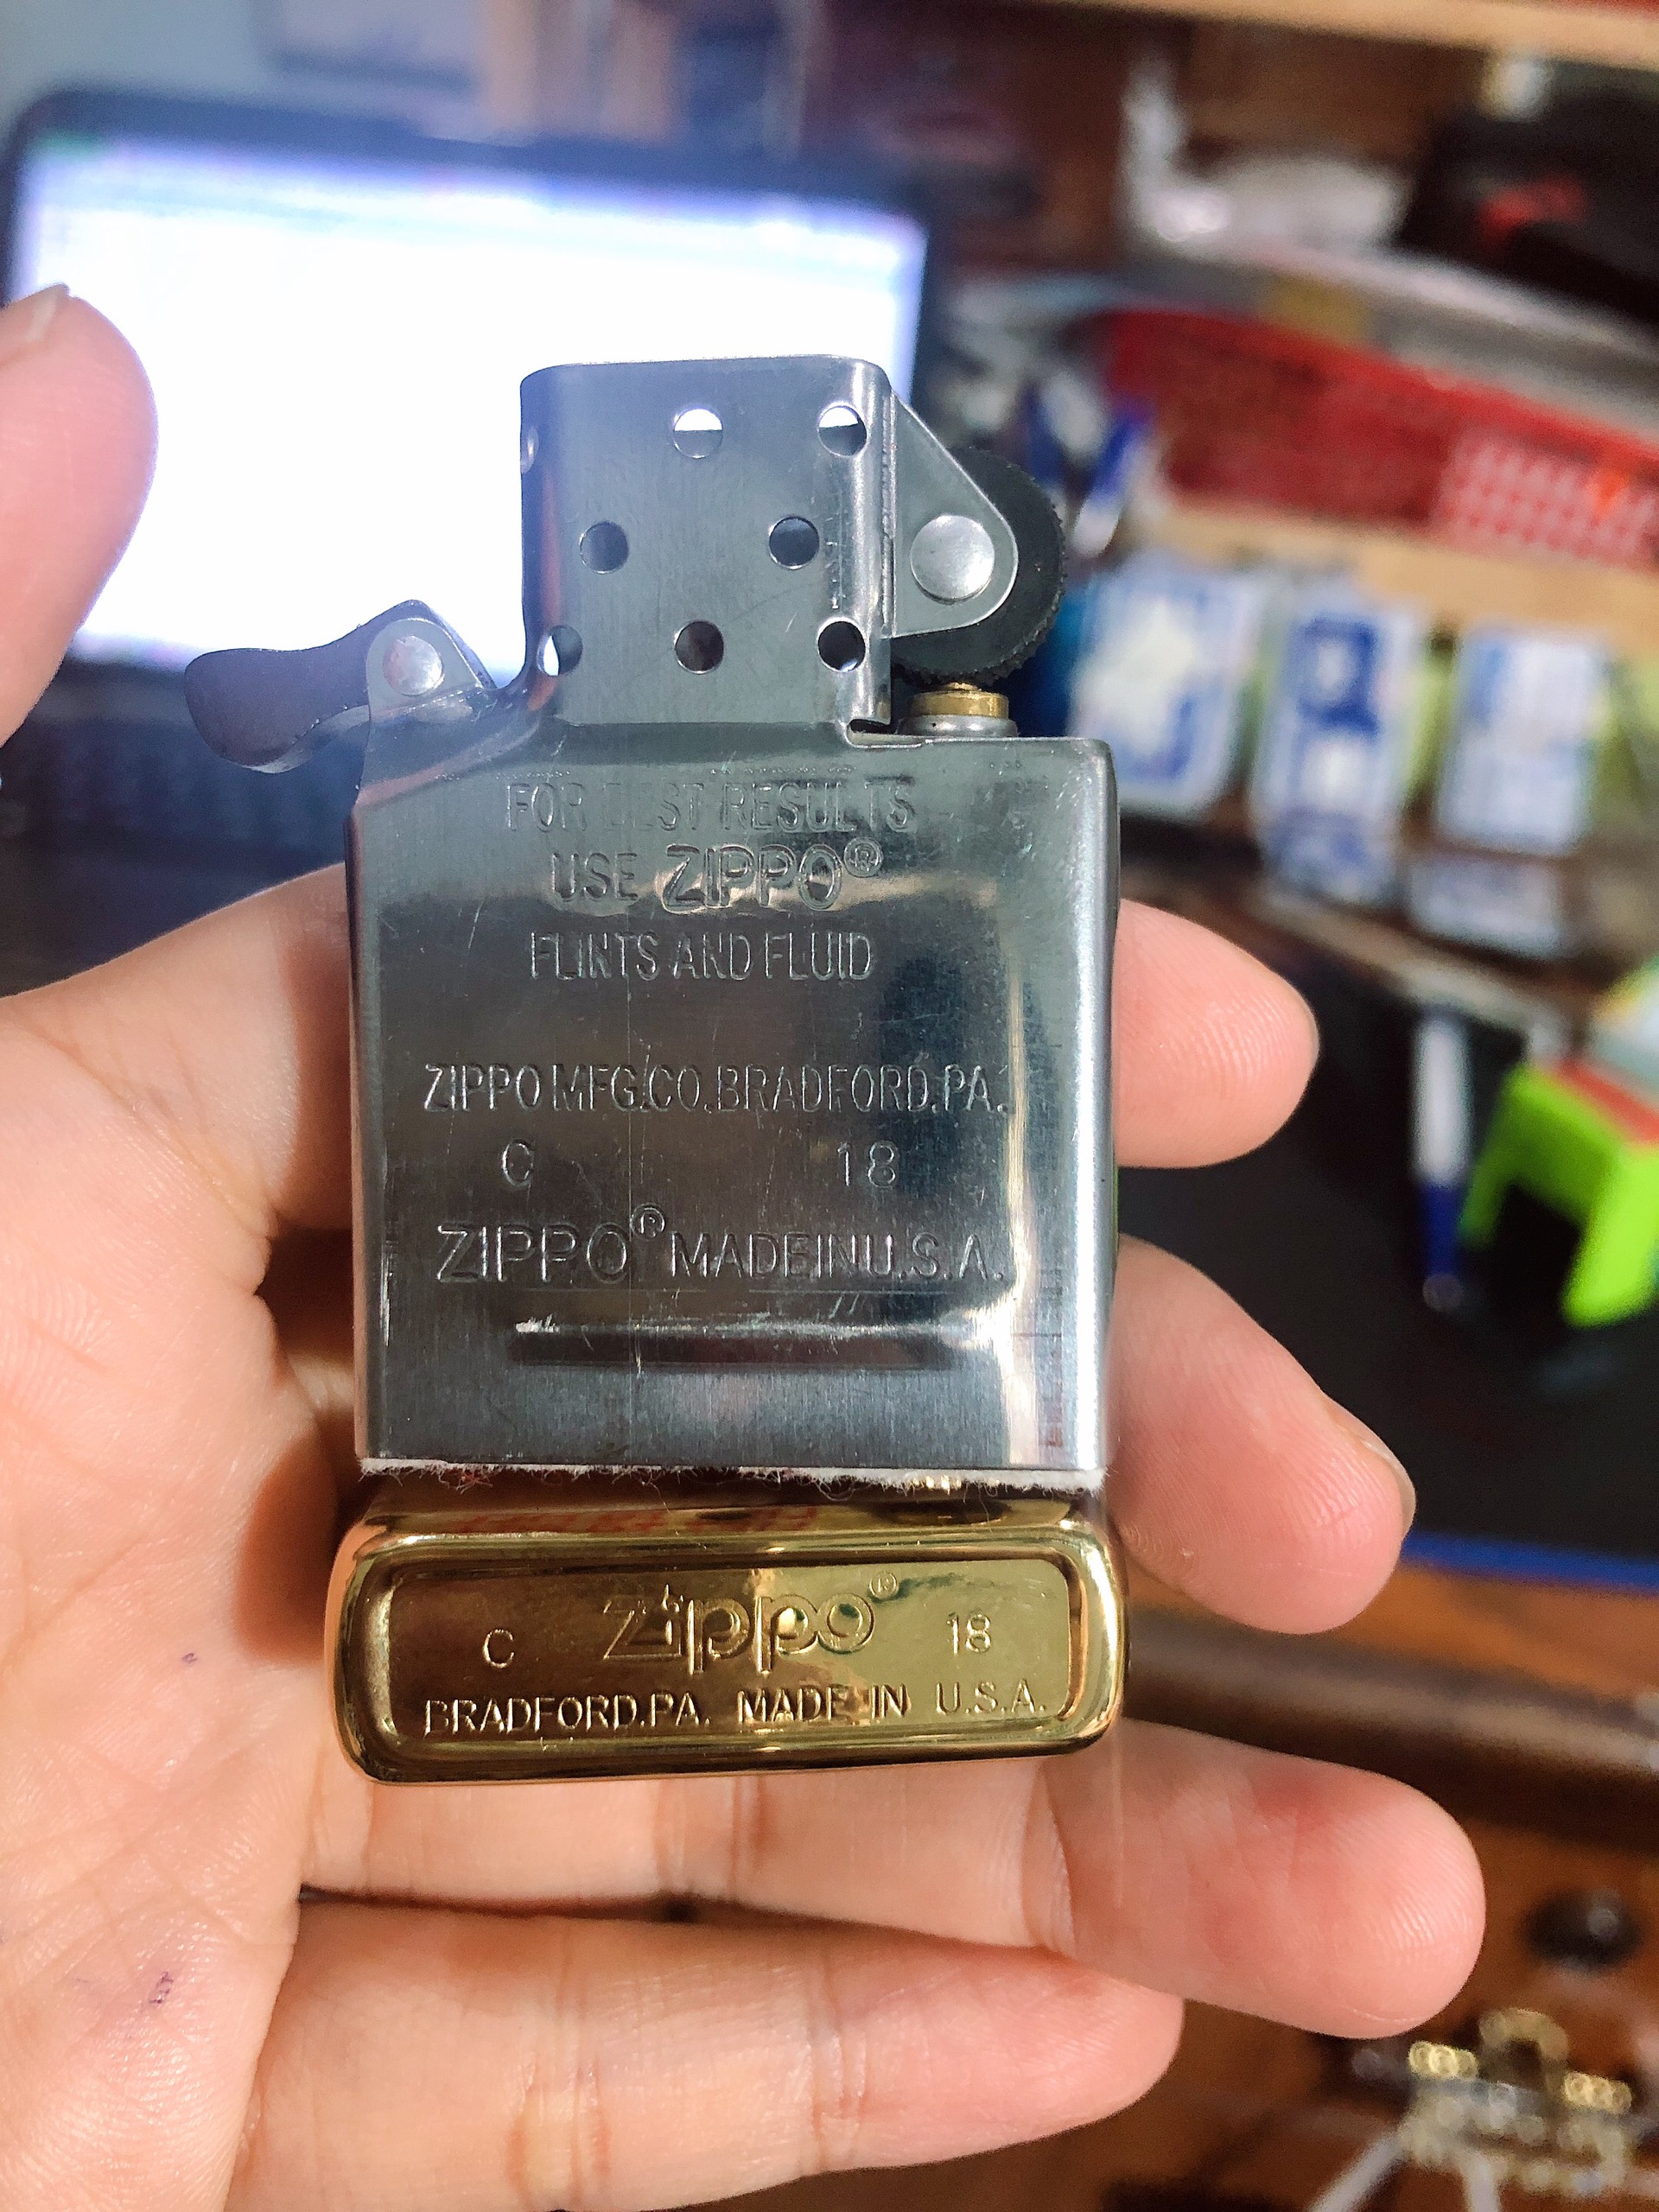 FOR BEST RESULTS
USE ZIPPO®
FLINTS AND FLUID
ZIPPO MFG.CO.BRADFORD.PA.
C 18
ZIPPO® MADE IN U.S.A.
C Zippo® 18
BRADFORD.PA. MADE IN U.S.A.